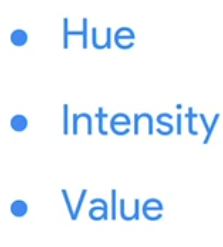 • Hue
• Intensity
• Value